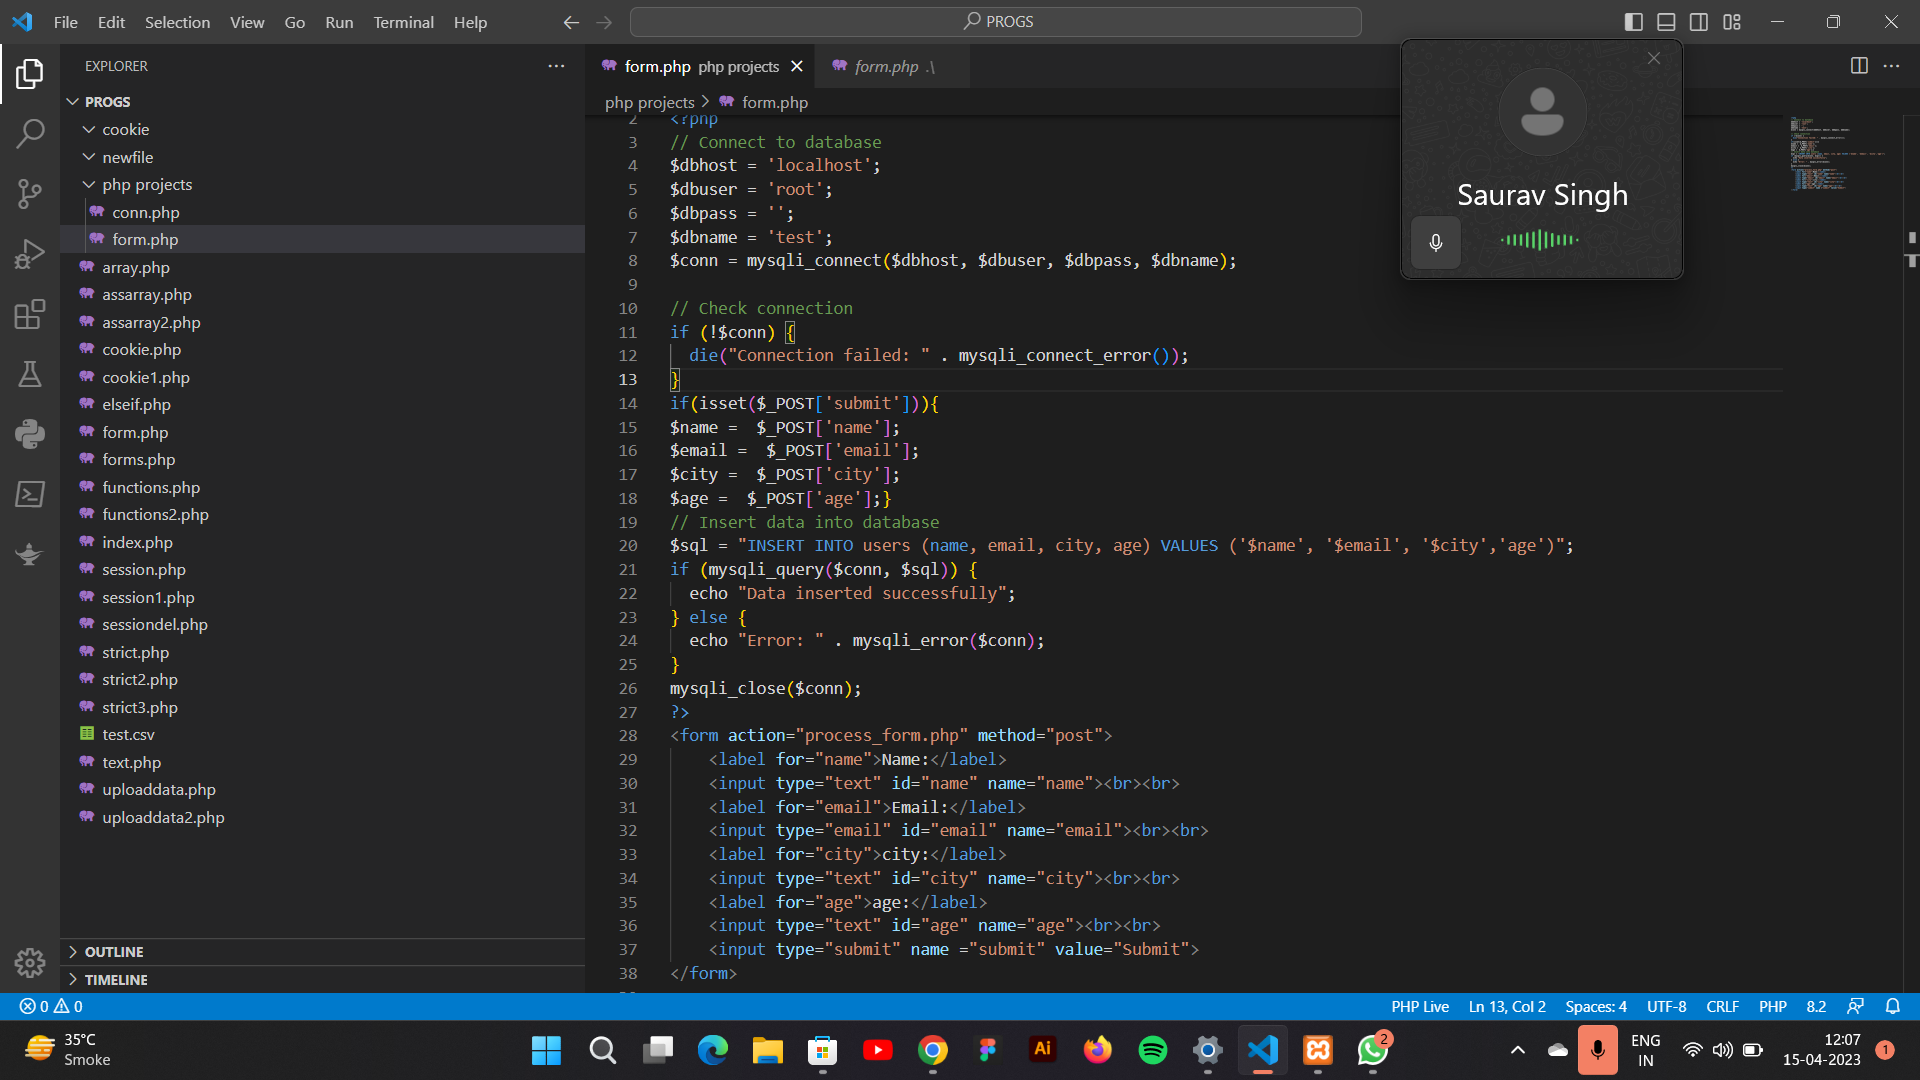 File Edit Selection View Go Run Terminal Help
PROGS
EXPLORER
PROGS
cookie
newfile
php projects
conn.php
form.php
array.php
assarray.php
assarray2.php
cookie.php
cookie1.php
elseif.php
form.php
forms.php
functions.php
functions2.php
index.php
session.php
session1.php
sessiondel.php
strict.php
strict2.php
strict3.php
test.csv
text.php
uploaddata.php
uploaddata2.php
OUTLINE
TIMELINE
form.php php projects
form.php .\
php projects > form.php
2 <?php
3 // Connect to database
4 $dbhost = 'localhost';
5 $dbuser = 'root';
6 $dbpass = '';
7 $dbname = 'test';
8 $conn = mysqli_connect($dbhost, $dbuser, $dbpass, $dbname);
9
10 // Check connection
11 if (!$conn) {
12 die("Connection failed: " . mysqli_connect_error());
13 }
14 if(isset($_POST['submit'])){
15 $name =  $_POST['name'];
16 $email =  $_POST['email'];
17 $city =  $_POST['city'];
18 $age =  $_POST['age'];}
19 // Insert data into database
20 $sql = "INSERT INTO users (name, email, city, age) VALUES ('$name', '$email', '$city','age')";
21 if (mysqli_query($conn, $sql)) {
22 echo "Data inserted successfully";
23 } else {
24 echo "Error: " . mysqli_error($conn);
25 }
26 mysqli_close($conn);
27 ?>
28 <form action="process_form.php" method="post">
29 <label for="name">Name:</label>
30 <input type="text" id="name" name="name"><br><br>
31 <label for="email">Email:</label>
32 <input type="email" id="email" name="email"><br><br>
33 <label for="city">city:</label>
34 <input type="text" id="city" name="city"><br><br>
35 <label for="age">age:</label>
36 <input type="text" id="age" name="age"><br><br>
37 <input type="submit" name ="submit" value="Submit">
38 </form>
Saurav Singh
0 0
PHP Live Ln 13, Col 2 Spaces: 4 UTF-8 CRLF PHP 8.2
35°C
Smoke
Ai
2
ENG
IN
12:07
15-04-2023
1